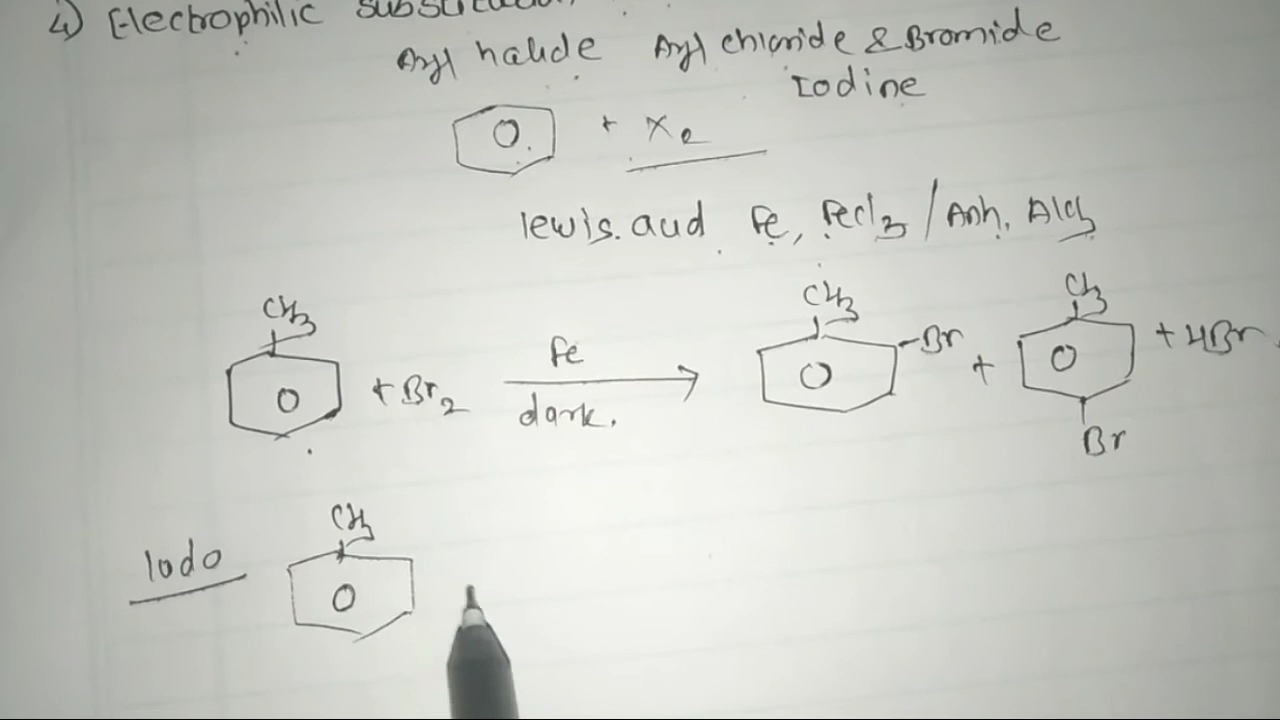 4) Electrophilic substitution
Aryl halide Aryl chloride & Bromide
Iodine
O + X2
lewis. acid Fe, FeCl3 / Anh. AlCl3
CH3 CH3 CH3
O + Br2 Fe dark. O -Br + O + HBr.
Br
CH3
Iodo O